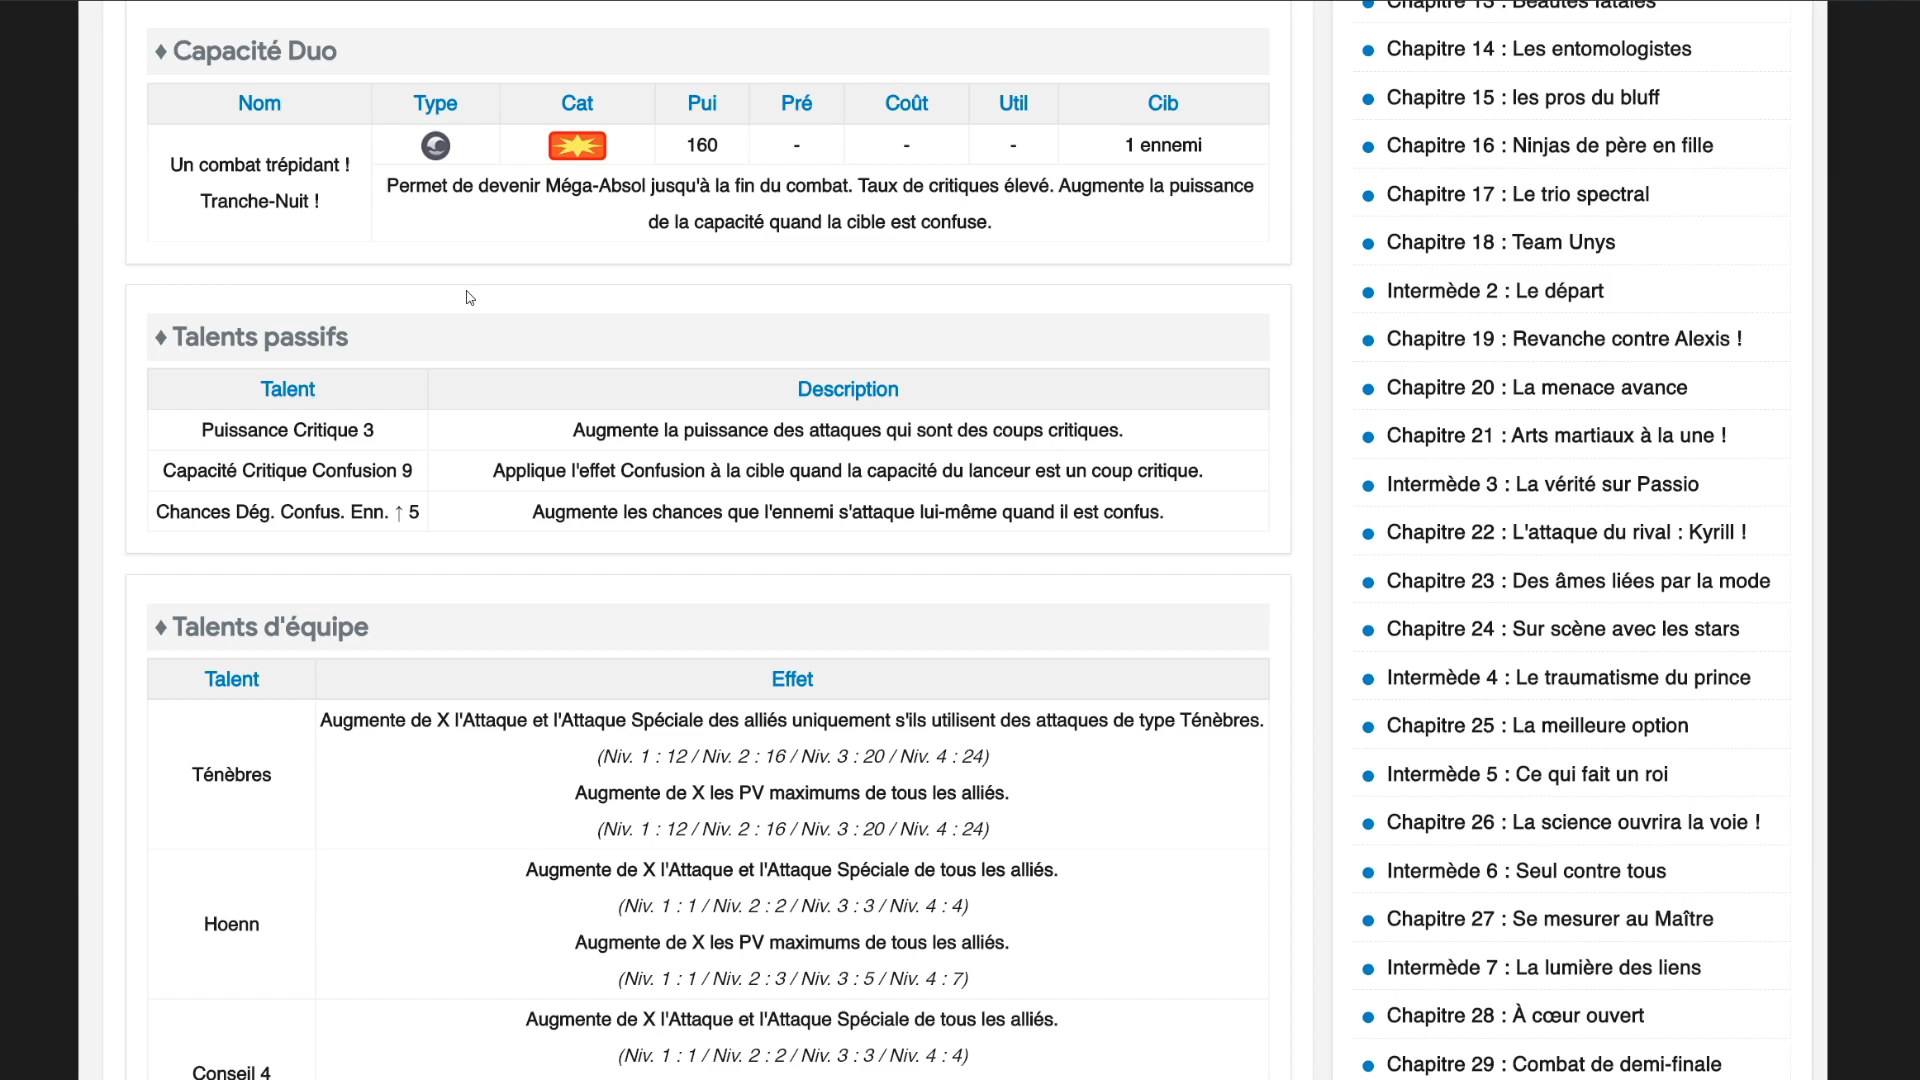 ♦ Capacité Duo
Nom Type Cat Pui Pré Coût Util Cib
Un combat trépidant !
Tranche-Nuit !
160 - - - 1 ennemi
Permet de devenir Méga-Absol jusqu'à la fin du combat. Taux de critiques élevé. Augmente la puissance
de la capacité quand la cible est confuse.
♦ Talents passifs
Talent Description
Puissance Critique 3 Augmente la puissance des attaques qui sont des coups critiques.
Capacité Critique Confusion 9 Applique l'effet Confusion à la cible quand la capacité du lanceur est un coup critique.
Chances Dég. Confus. Enn. ↑ 5 Augmente les chances que l'ennemi s'attaque lui-même quand il est confus.
♦ Talents d'équipe
Talent Effet
Ténèbres
Augmente de X l'Attaque et l'Attaque Spéciale des alliés uniquement s'ils utilisent des attaques de type Ténèbres.
(Niv. 1 : 12 / Niv. 2 : 16 / Niv. 3 : 20 / Niv. 4 : 24)
Augmente de X les PV maximums de tous les alliés.
(Niv. 1 : 12 / Niv. 2 : 16 / Niv. 3 : 20 / Niv. 4 : 24)
Hoenn
Augmente de X l'Attaque et l'Attaque Spéciale de tous les alliés.
(Niv. 1 : 1 / Niv. 2 : 2 / Niv. 3 : 3 / Niv. 4 : 4)
Augmente de X les PV maximums de tous les alliés.
(Niv. 1 : 1 / Niv. 2 : 3 / Niv. 3 : 5 / Niv. 4 : 7)
Conseil 4
Augmente de X l'Attaque et l'Attaque Spéciale de tous les alliés.
(Niv. 1 : 1 / Niv. 2 : 2 / Niv. 3 : 3 / Niv. 4 : 4)
Chapitre 13 : Beautés fatales
Chapitre 14 : Les entomologistes
Chapitre 15 : les pros du bluff
Chapitre 16 : Ninjas de père en fille
Chapitre 17 : Le trio spectral
Chapitre 18 : Team Unys
Intermède 2 : Le départ
Chapitre 19 : Revanche contre Alexis !
Chapitre 20 : La menace avance
Chapitre 21 : Arts martiaux à la une !
Intermède 3 : La vérité sur Passio
Chapitre 22 : L'attaque du rival : Kyrill !
Chapitre 23 : Des âmes liées par la mode
Chapitre 24 : Sur scène avec les stars
Intermède 4 : Le traumatisme du prince
Chapitre 25 : La meilleure option
Intermède 5 : Ce qui fait un roi
Chapitre 26 : La science ouvrira la voie !
Intermède 6 : Seul contre tous
Chapitre 27 : Se mesurer au Maître
Intermède 7 : La lumière des liens
Chapitre 28 : À cœur ouvert
Chapitre 29 : Combat de demi-finale